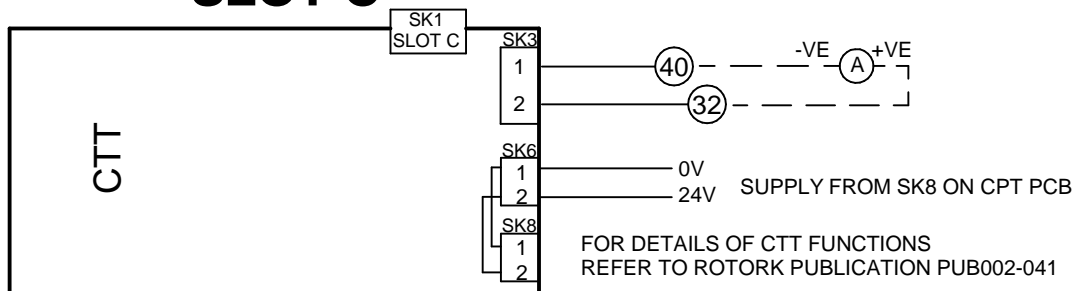 SK1
SLOT C
SK3
1
40
-VE
A
+VE
2
32
CTT
SK6
1
0V
2
24V
SUPPLY FROM SK8 ON CPT PCB
SK8
1
FOR DETAILS OF CTT FUNCTIONS
2
REFER TO ROTORK PUBLICATION PUB002-041